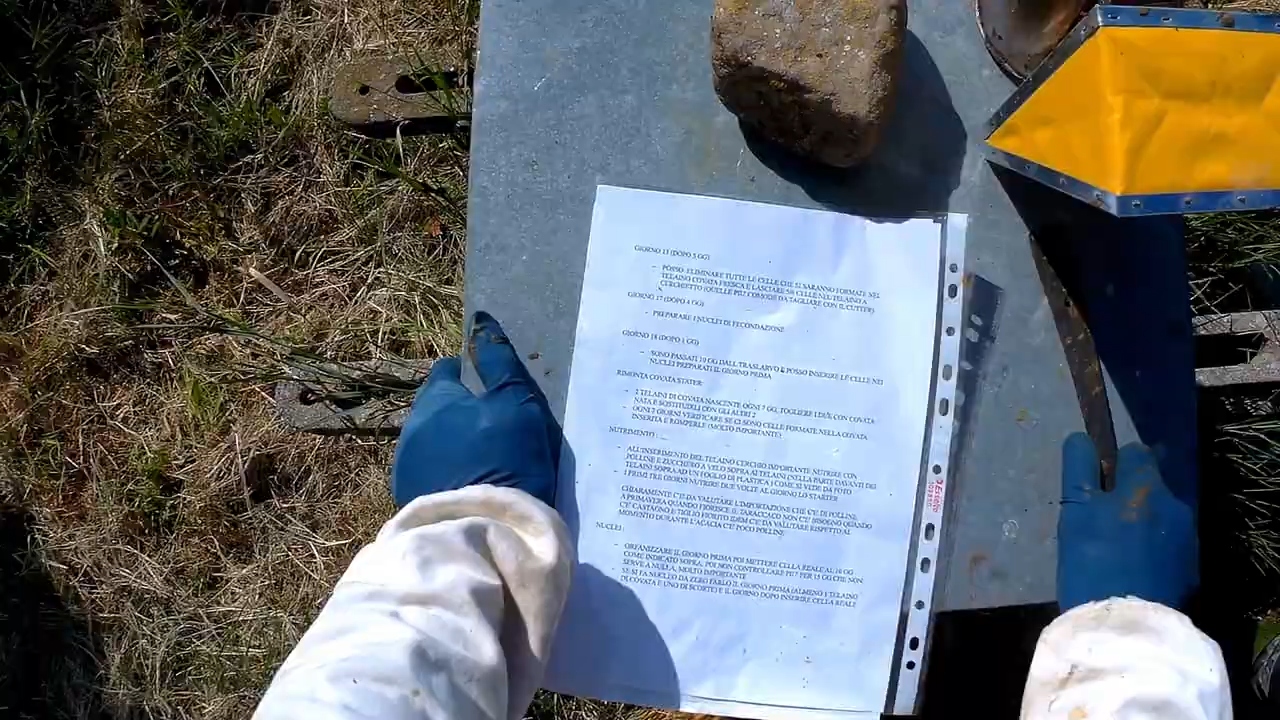 GIORNO 13 (DOPO 5 GG)
- POSSO ELIMINARE TUTTE LE CELLE CHE SI SARANNO FORMATE NEL
TELAINO COVATA FRESCA E LASCIARE LE CELLE NEL TELAINO A
CERCHIETTO (QUELLE PIU' COMODE DA TAGLIARE CON IL CUTTER)
GIORNO 17 (DOPO 4 GG)
- PREPARARE I NUCLEI DI FECONDAZIONE
GIORNO 18 (DOPO 1 GG)
- SONO PASSATI 10 GG DALL TRASLARVO E POSSO INSERIRE LE CELLE NEI
NUCLEI PREPARATI IL GIORNO PRIMA
RIMONTA COVATA STATER:
- 2 TELAINI DI COVATA NASCENTE OGNI 7 GG, TOGLIERE I DUE CON COVATA
NATA E SOSTITUIRLI CON GLI ALTRI 2
- OGNI 7 GIORNI VERIFICARE SE CI SONO CELLE FORMATE NELLA COVATA
INSERITA E ROMPERLE (MOLTO IMPORTANTE)
NUTRIMENTO:
- ALL'INSERIMENTO DEL TELAINO CERCHIO IMPORTANTE NUTRIRE CON
POLLINE E ZUCCHERO A VELO SOPRA AI TELAINI (NELLA PARTE DAVANTI DEI
TELAINI SOPRA AD UN FOGLIO DI PLASTICA) COME SI VEDE DA FOTO
- I PRIMI TRE GIORNI NUTRIRE DUE VOLTE AL GIORNO LO STARTER
CHIARAMENTE C'E' DA VALUTARE L'IMPORTAZIONE CHE C'E' DI POLLINE,
A PRIMAVERA QUANDO FIORISCE IL TARACCACO NON C'E' BISOGNO QUANDO
C'E' CASTAGNO E TIGLIO FIORITO IDEM C'E' DA VALUTARE RISPETTO AL
MOMENTO DURANTE L'ACACIA C'E' POCO POLLINE
NUCLEI:
- ORFANIZZARE IL GIORNO PRIMA POI METTERE CELLA REALE AL 10 GG
COME INDICATO SOPRA, POI NON CONTROLLARE PIU' PER 15 GG CHE NON
SERVE A NULLA, MOLTO IMPORTANTE
SE SI FA NUCLEO DA ZERO FARLO IL GIORNO PRIMA (ALMENO 1 TELAINO
DI COVATA E UNO DI SCORTE) E IL GIORNO DOPO INSERIRE CELLA REALE
Esselte